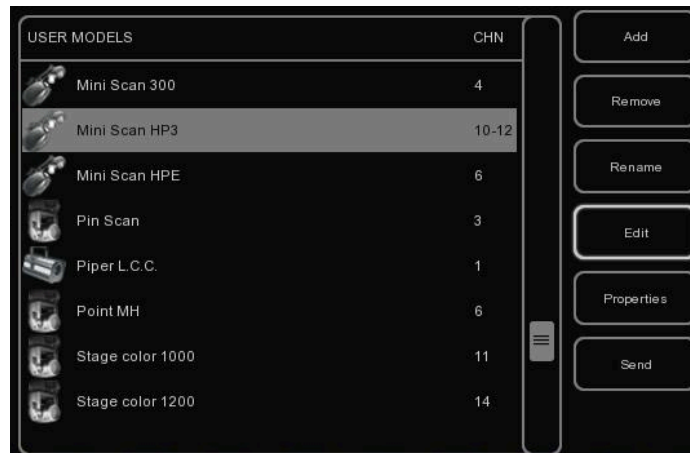 USER MODELS CHN
Mini Scan 300 4
Mini Scan HP3 10-12
Mini Scan HPE 6
Pin Scan 3
Piper L.C.C. 1
Point MH 6
Stage color 1000 11
Stage color 1200 14
Add
Remove
Rename
Edit
Properties
Send